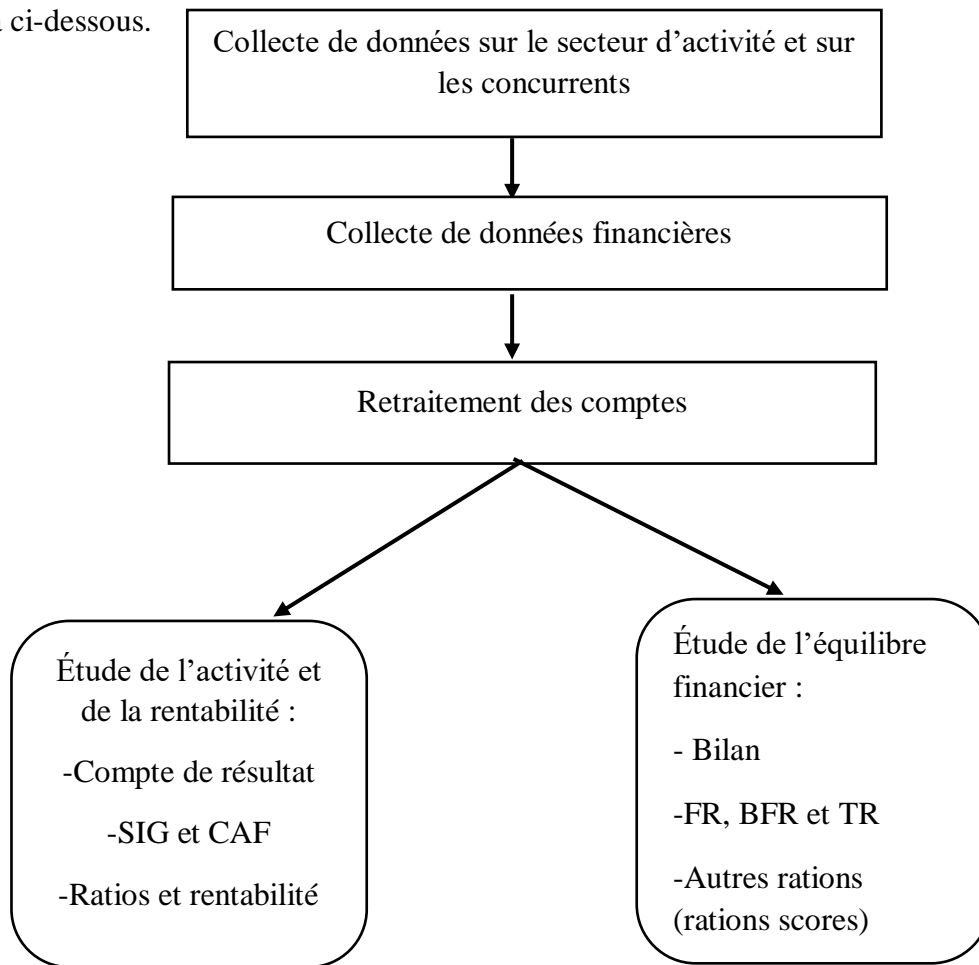 ci-dessous.
Collecte de données sur le secteur d’activité et sur
les concurrents
Collecte de données financières
Retraitement des comptes
Étude de l’activité et
de la rentabilité :
-Compte de résultat
-SIG et CAF
-Ratios et rentabilité
Étude de l’équilibre
financier :
- Bilan
-FR, BFR et TR
-Autres rations
(rations scores)